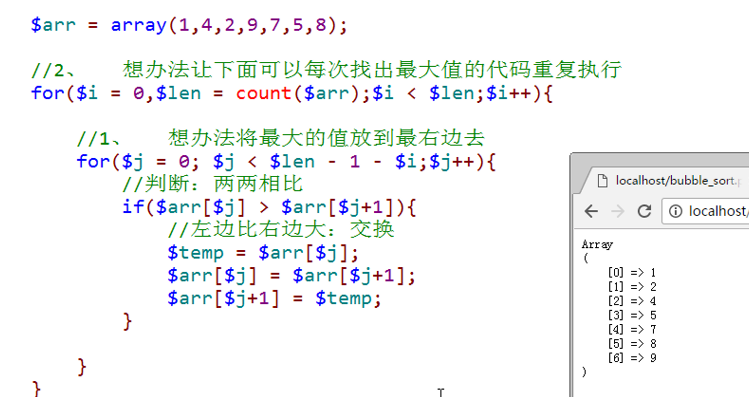 $arr = array(1,4,2,9,7,5,8);
//2、 想办法让下面可以每次找出最大值的代码重复执行
for($i = 0,$len = count($arr);$i < $len;$i++){
//1、 想办法将最大的值放到最右边去
for($j = 0; $j < $len - 1 - $i;$j++){
//判断：两两相比
if($arr[$j] > $arr[$j+1]){
//左边比右边大：交换
$temp = $arr[$j];
$arr[$j] = $arr[$j+1];
$arr[$j+1] = $temp;
}
}
}
localhost/bubble_sort.p
localhost/
Array
(
[0] => 1
[1] => 2
[2] => 4
[3] => 5
[4] => 7
[5] => 8
[6] => 9
)